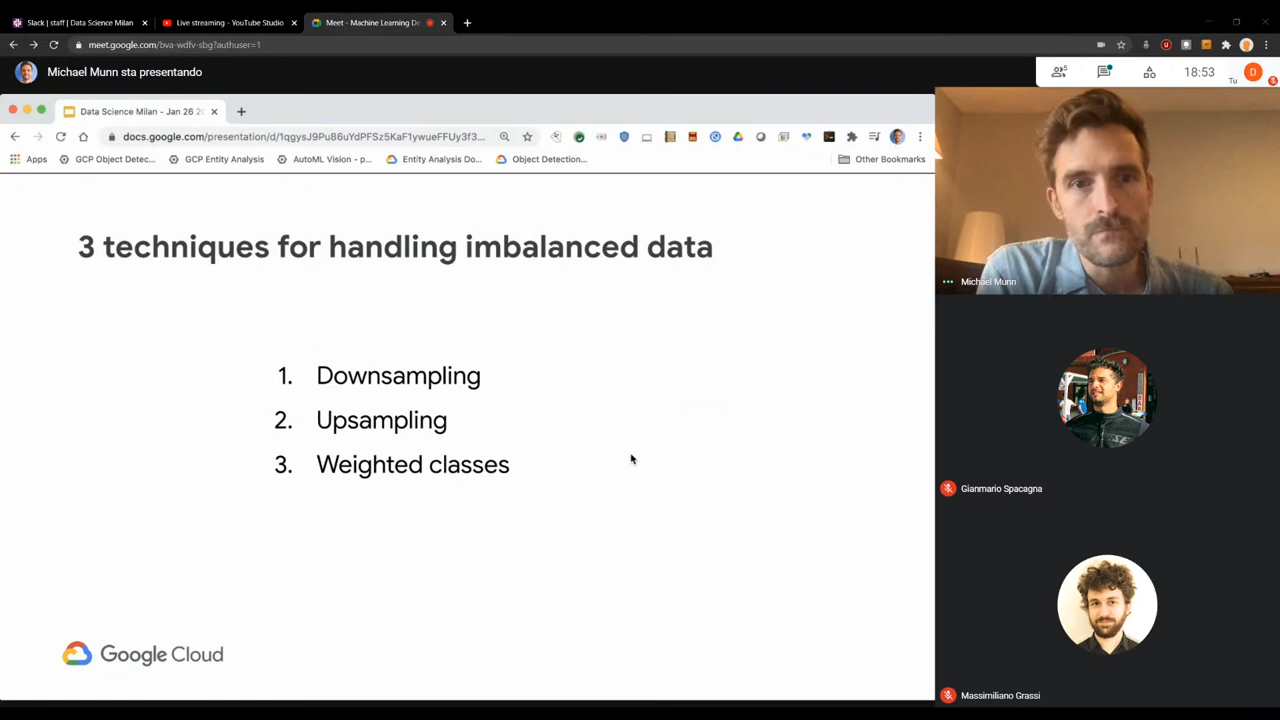 Slack | staff | Data Science Milan
Live streaming - YouTube Studio
Meet - Machine Learning De
meet.google.com/bva-wdfv-sbg?authuser=1
Michael Munn sta presentando
5
18:53
Tu
D
Data Science Milan - Jan 26 20
docs.google.com/presentation/d/1qgysJ9Pu86uYdPFSz5KaF1ywueFFUy3f3...
Apps
GCP Object Detec...
GCP Entity Analysis
AutoML Vision - p...
Entity Analysis Do...
Object Detection...
Other Bookmarks
3 techniques for handling imbalanced data
1. Downsampling
2. Upsampling
3. Weighted classes
Google Cloud
Michael Munn
Gianmario Spacagna
Massimiliano Grassi